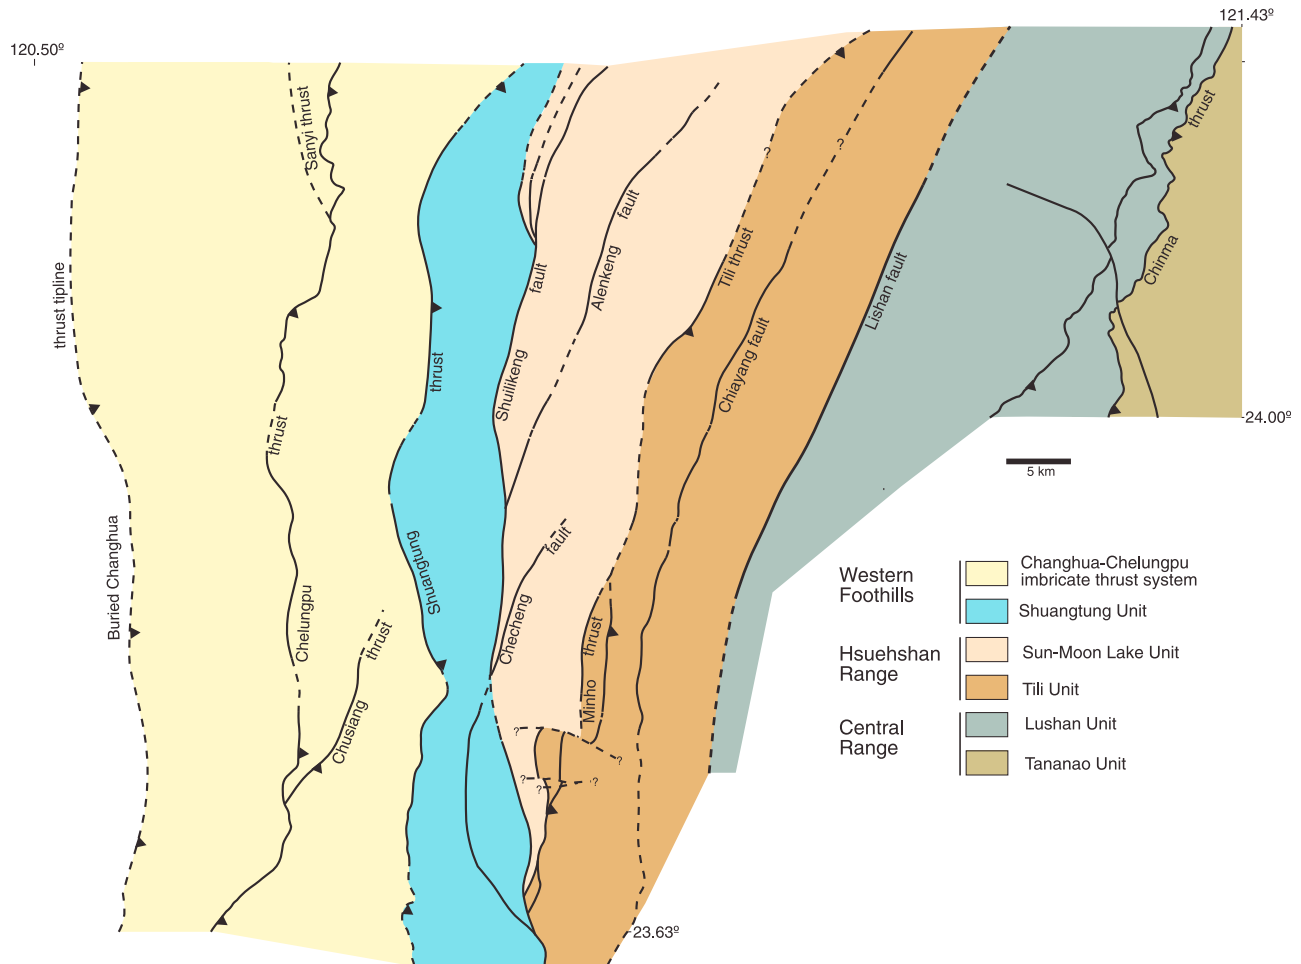 121.43º
120.50º
Sanyi thrust
thrust
thrust tipline
fault
Alenkeng
fault
Tili thrust
?
?
Chinma
Lishan fault
thrust
Shuilikeng
Chiayang fault
thrust
24.00º
5 km
Buried Changhua
Shuangtung
fault
Checheng
Chelungpu
thrust
Chusiang
thrust
Minho
?
?
?
?
?
23.63º
Western
Foothills
Changhua-Chelungpu
imbricate thrust system
Shuangtung Unit
Hsuehshan
Range
Sun-Moon Lake Unit
Tili Unit
Central
Range
Lushan Unit
Tananao Unit